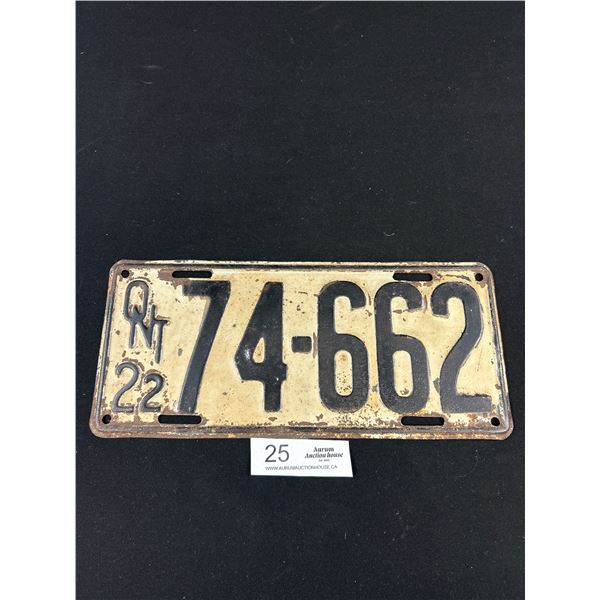 ONT
22
74-662
25
Aurum
Auction house
WWW.AURUMAUCTIONHOUSE.CA